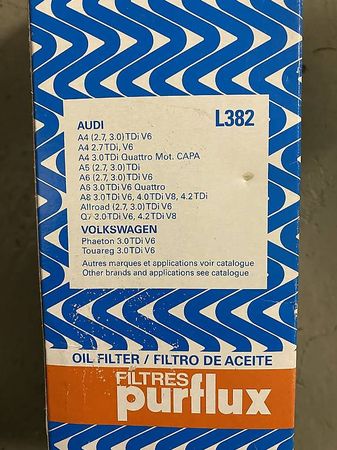 L382
AUDI
A4 (2.7, 3.0) TDi V6
A4 2.7 TDi, V6
A4 3.0 TDi Quattro Mot. CAPA
A5 (2.7, 3.0) TDi
A6 (2.7, 3.0) TDi V6
A6 3.0 TDi V6 Quattro
A8 3.0 TDi V6, 4.0 TDi V8, 4.2 TDi
Allroad (2.7, 3.0) TDi V6
Q7 3.0 TDi V6, 4.2 TDi V8
VOLKSWAGEN
Phaeton 3.0 TDi V6
Touareg 3.0 TDi V6
Autres marques et applications voir catalogue
Other brands and applications see catalogue
OIL FILTER / FILTRO DE ACEITE
FILTRES
purflux